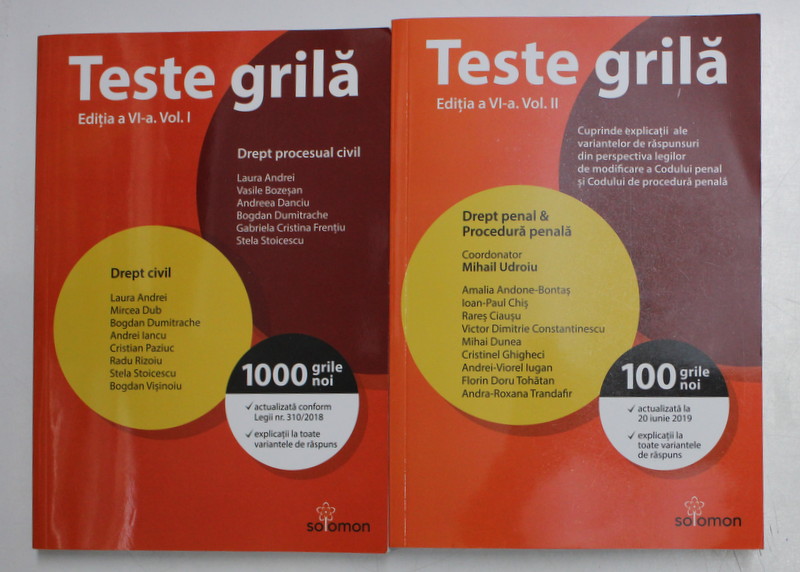 Teste grilă
Ediția a VI-a. Vol. I
Drept procesual civil
Laura Andrei
Vasile Bozeșan
Andreea Danciu
Bogdan Dumitrache
Gabriela Cristina Frențiu
Stela Stoicescu
Drept civil
Laura Andrei
Mircea Dub
Bogdan Dumitrache
Andrei Iancu
Cristian Paziuc
Radu Rizoiu
Stela Stoicescu
Bogdan Vișinoiu
1000 grile
noi
✓ actualizată conform
Legii nr. 310/2018
✓ explicații la toate
variantele de răspuns
solomon
Teste grilă
Ediția a VI-a. Vol. II
Cuprinde explicații ale
variantelor de răspunsuri
din perspectiva legilor
de modificare a Codului penal
și Codului de procedură penală
Drept penal &
Procedură penală
Coordonator
Mihail Udroiu
Amalia Andone-Bontaș
Ioan-Paul Chiș
Rareș Ciaușu
Victor Dimitrie Constantinescu
Mihai Dunea
Cristinel Ghigheci
Andrei-Viorel Iugan
Florin Doru Tohătan
Andra-Roxana Trandafir
100 grile
noi
✓ actualizată la
20 iunie 2019
✓ explicații la
toate variantele
de răspuns
solomon